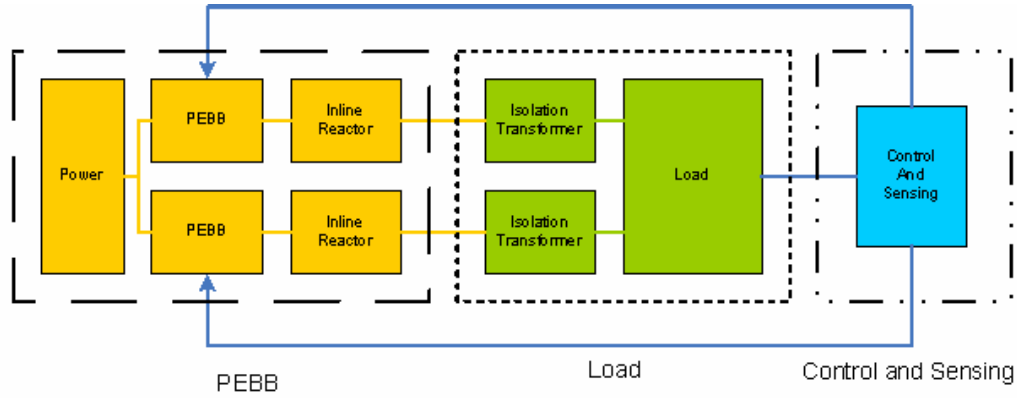 Power
PEBB
Inline
Reactor
Isolation
Transformer
PEBB
Inline
Reactor
Isolation
Transformer
Load
Control
And
Sensing
PEBB
Load
Control and Sensing